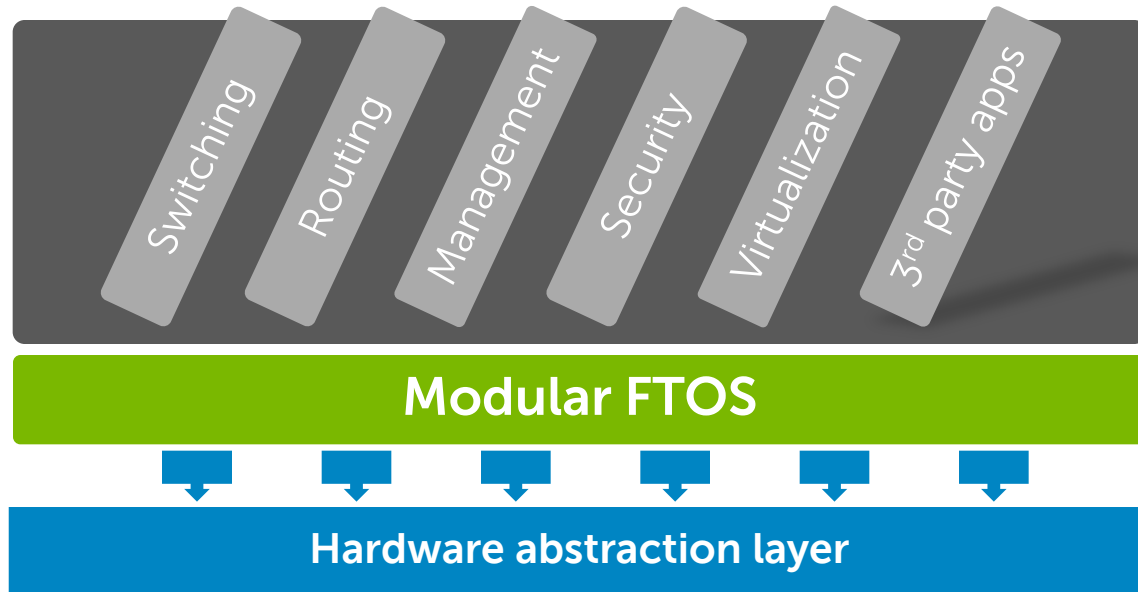 Switching
Routing
Management
Security
Virtualization
3rd party apps
Modular FTOS
Hardware abstraction layer